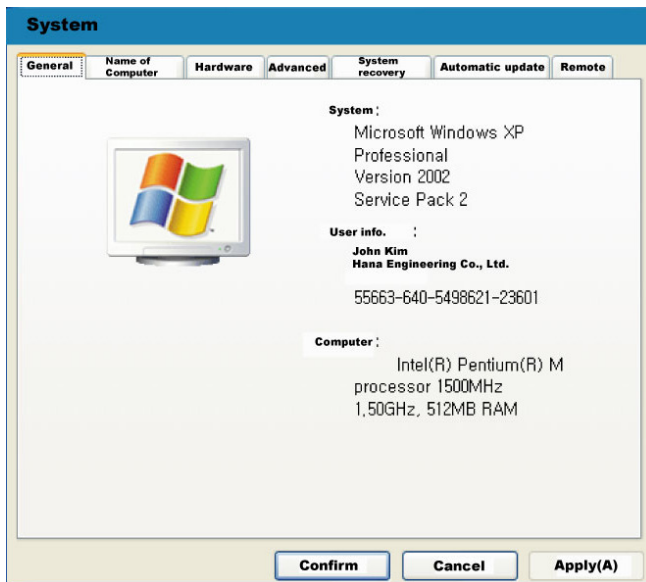 System
General
Name of
Computer
Hardware
Advanced
System
recovery
Automatic update
Remote
System :
Microsoft Windows XP
Professional
Version 2002
Service Pack 2
User info. :
John Kim
Hana Engineering Co., Ltd.
55663-640-5498621-23601
Computer :
Intel(R) Pentium(R) M
processor 1500MHz
1,50GHz, 512MB RAM
Confirm
Cancel
Apply(A)